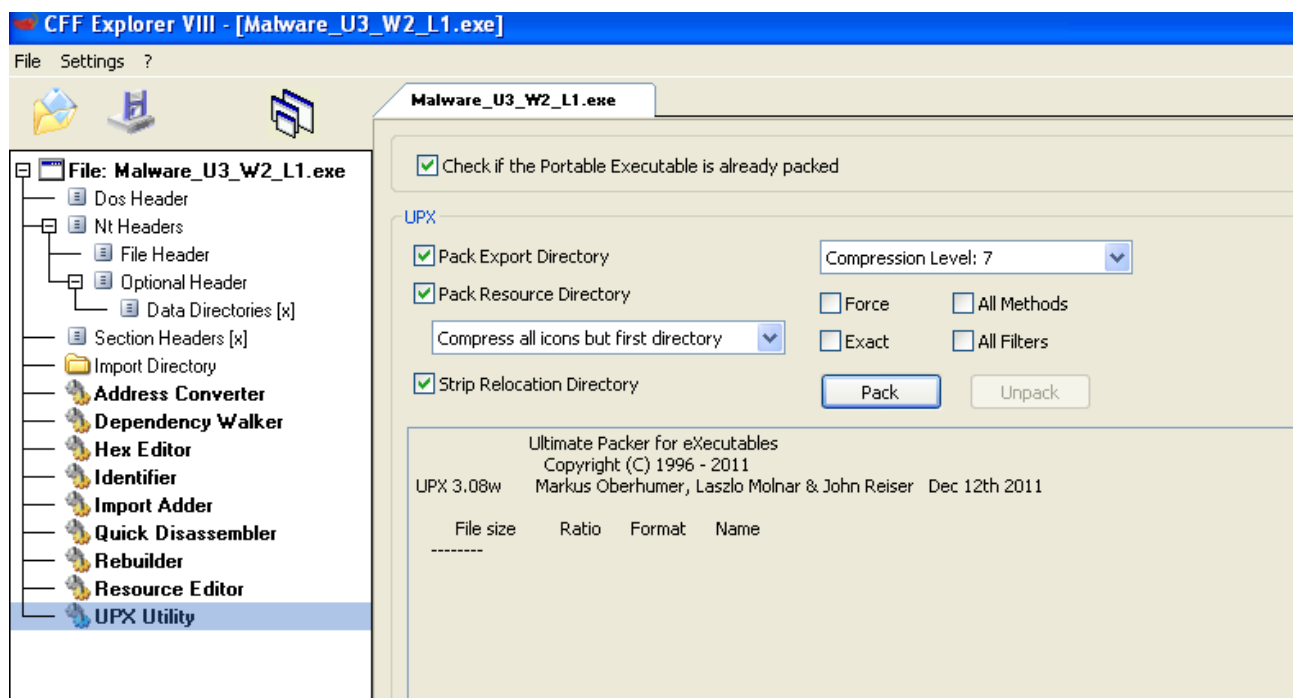 CFF Explorer VIII - [Malware_U3_W2_L1.exe]
File Settings ?
Malware_U3_W2_L1.exe
File: Malware_U3_W2_L1.exe
Dos Header
Nt Headers
File Header
Optional Header
Data Directories [x]
Section Headers [x]
Import Directory
Address Converter
Dependency Walker
Hex Editor
Identifier
Import Adder
Quick Disassembler
Rebuilder
Resource Editor
UPX Utility
Check if the Portable Executable is already packed
UPX
Pack Export Directory
Compression Level: 7
Pack Resource Directory
Force
All Methods
Compress all icons but first directory
Exact
All Filters
Strip Relocation Directory
Pack
Unpack
Ultimate Packer for eXecutables
Copyright (C) 1996 - 2011
UPX 3.08w Markus Oberhumer, Laszlo Molnar & John Reiser Dec 12th 2011
File size Ratio Format Name
--------